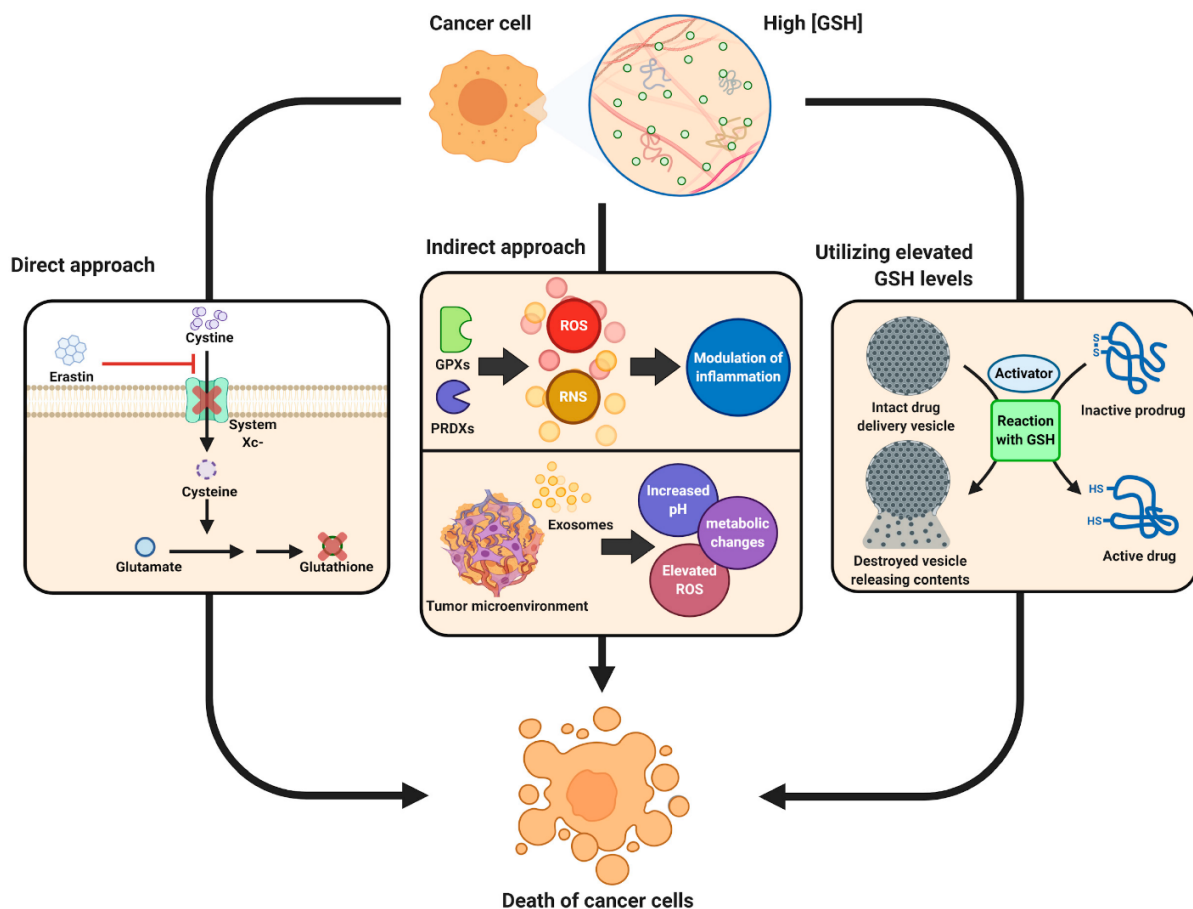 Cancer cell
High [GSH]
Direct approach
Cystine
Erastin
System
Xc-
Cysteine
Glutamate
Glutathione
Indirect approach
GPXs
PRDXs
ROS
RNS
Modulation of
inflammation
Exosomes
Tumor microenvironment
Increased
pH
metabolic
changes
Elevated
ROS
Utilizing elevated
GSH levels
Intact drug
delivery vesicle
Activator
Reaction
with GSH
S
S
Inactive prodrug
Destroyed vesicle
releasing contents
HS
HS
Active drug
Death of cancer cells